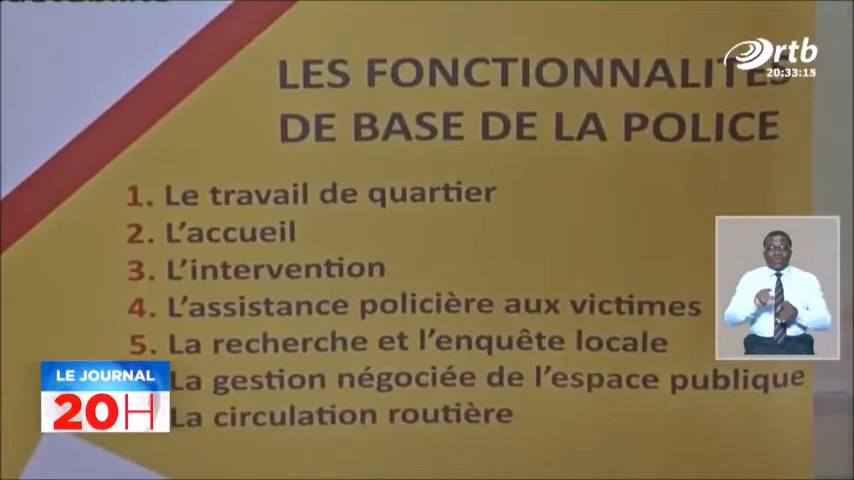 rtb
20:33:15
LES FONCTIONNALITÉS
DE BASE DE LA POLICE
1. Le travail de quartier
2. L'accueil
3. L'intervention
4. L'assistance policière aux victimes
5. La recherche et l'enquête locale
La gestion négociée de l'espace publique
La circulation routière
LE JOURNAL
20H